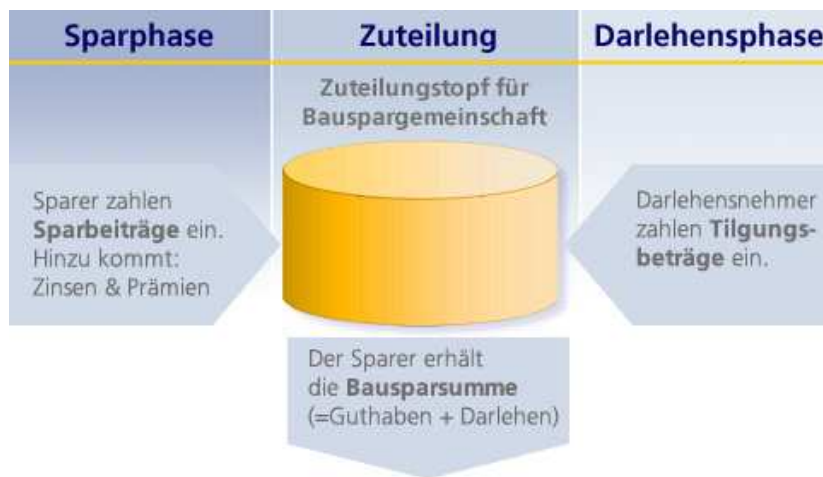 Sparphase
Zuteilung
Darlehensphase
Zuteilungstopf für
Bauspargemeinschaft
Sparer zahlen
Sparbeiträge ein.
Hinzu kommt:
Zinsen & Prämien
Darlehensnehmer
zahlen Tilgungs-
beträge ein.
Der Sparer erhält
die Bausparsumme
(=Guthaben + Darlehen)